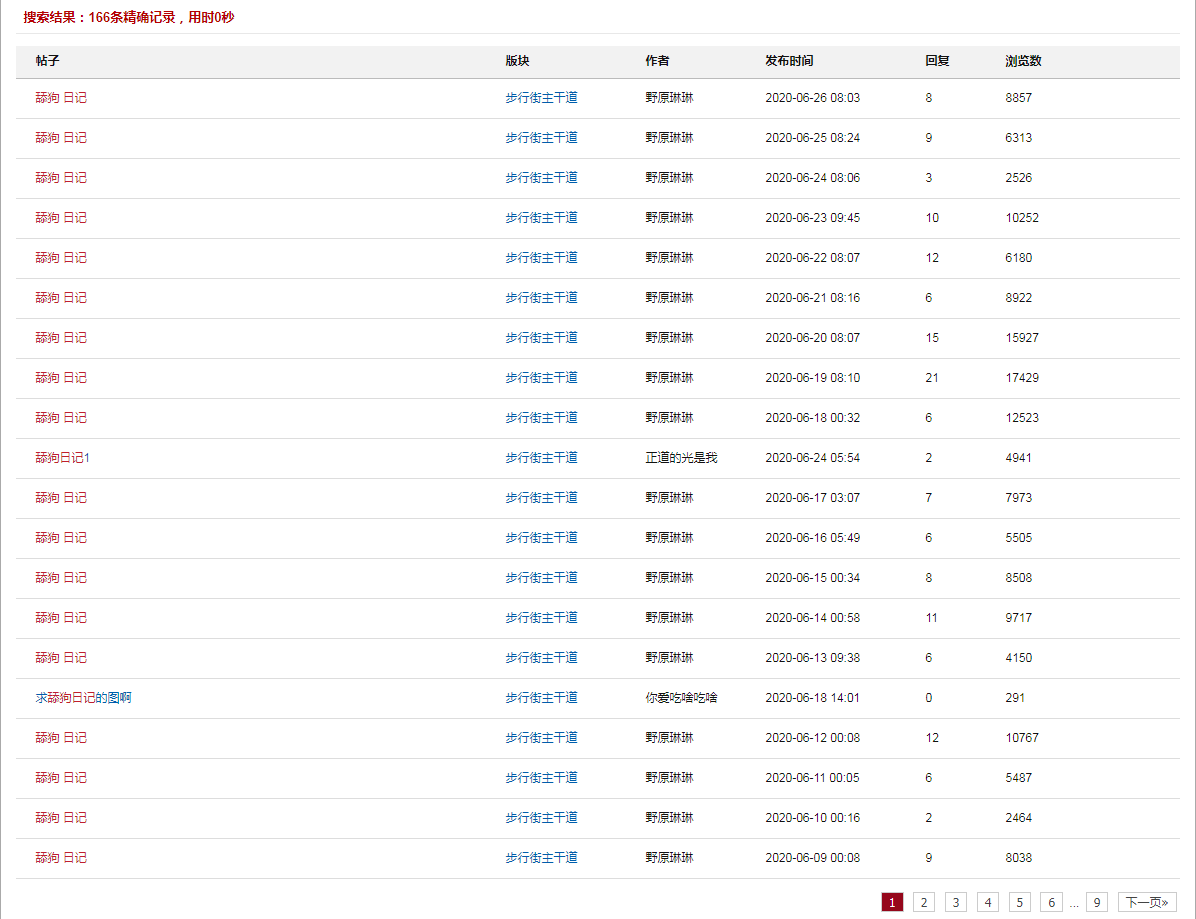 搜索结果：166条精确记录，用时0秒
帖子 版块 作者 发布时间 回复 浏览数
舔狗 日记 步行街主干道 野原琳琳 2020-06-26 08:03 8 8857
舔狗 日记 步行街主干道 野原琳琳 2020-06-25 08:24 9 6313
舔狗 日记 步行街主干道 野原琳琳 2020-06-24 08:06 3 2526
舔狗 日记 步行街主干道 野原琳琳 2020-06-23 09:45 10 10252
舔狗 日记 步行街主干道 野原琳琳 2020-06-22 08:07 12 6180
舔狗 日记 步行街主干道 野原琳琳 2020-06-21 08:16 6 8922
舔狗 日记 步行街主干道 野原琳琳 2020-06-20 08:07 15 15927
舔狗 日记 步行街主干道 野原琳琳 2020-06-19 08:10 21 17429
舔狗 日记 步行街主干道 野原琳琳 2020-06-18 00:32 6 12523
舔狗日记1 步行街主干道 正道的光是我 2020-06-24 05:54 2 4941
舔狗 日记 步行街主干道 野原琳琳 2020-06-17 03:07 7 7973
舔狗 日记 步行街主干道 野原琳琳 2020-06-16 05:49 6 5505
舔狗 日记 步行街主干道 野原琳琳 2020-06-15 00:34 8 8508
舔狗 日记 步行街主干道 野原琳琳 2020-06-14 00:58 11 9717
舔狗 日记 步行街主干道 野原琳琳 2020-06-13 09:38 6 4150
求舔狗日记的图啊 步行街主干道 你爱吃啥吃啥 2020-06-18 14:01 0 291
舔狗 日记 步行街主干道 野原琳琳 2020-06-12 00:08 12 10767
舔狗 日记 步行街主干道 野原琳琳 2020-06-11 00:05 6 5487
舔狗 日记 步行街主干道 野原琳琳 2020-06-10 00:16 2 2464
舔狗 日记 步行街主干道 野原琳琳 2020-06-09 00:08 9 8038
1 2 3 4 5 6 ... 9 下一页»